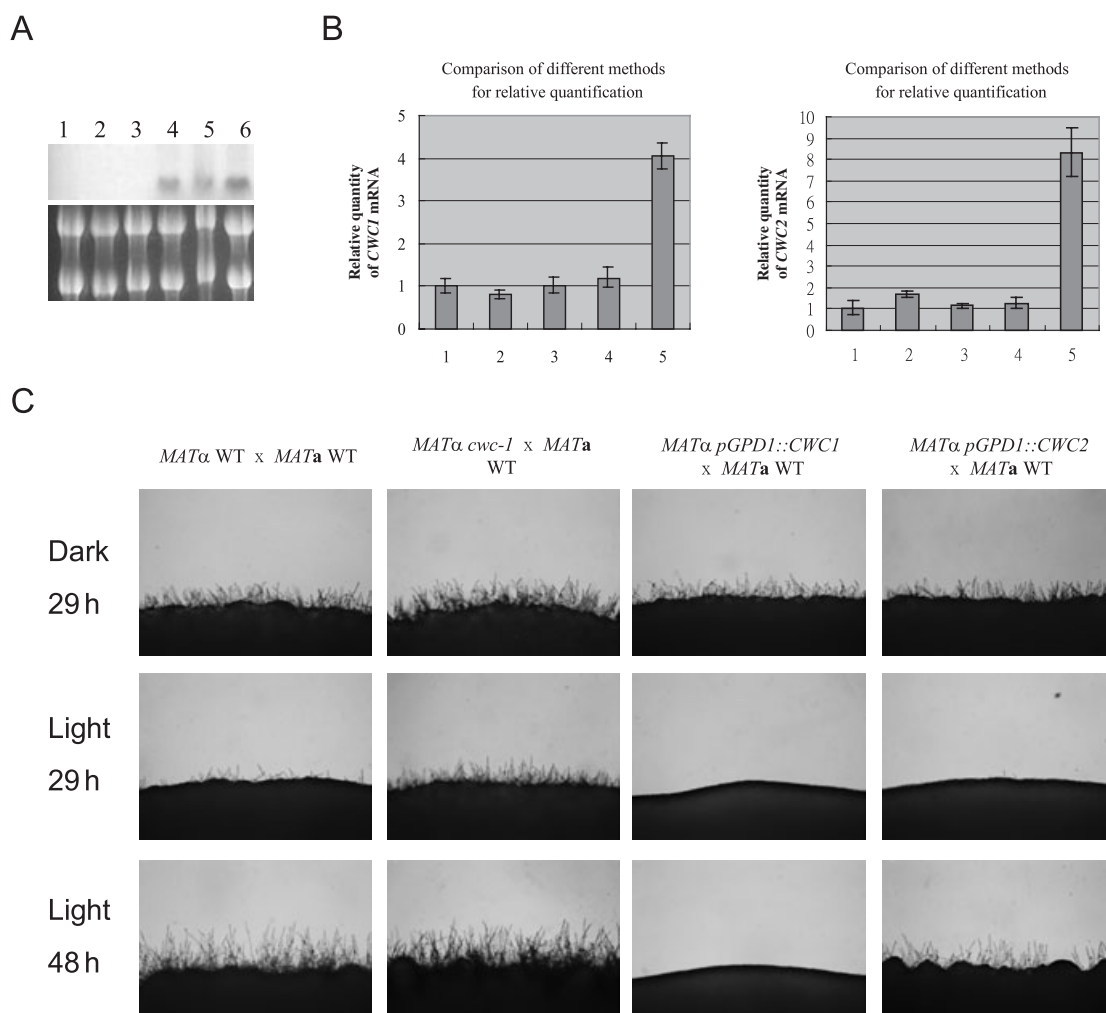 A
B
1 2 3 4 5 6
Comparison of different methods
for relative quantification
Relative quantity
of CWC1 mRNA
5
4
3
2
1
0
1 2 3 4 5
Comparison of different methods
for relative quantification
Relative quantity
of CWC2 mRNA
10
9
8
7
6
5
4
3
2
1
0
1 2 3 4 5
C
MATα WT x MATa WT
MATα cwc-1 x MATa
WT
MATα pGPD1::CWC1
x MATa WT
MATα pGPD1::CWC2
x MATa WT
Dark
29 h
Light
29 h
Light
48 h